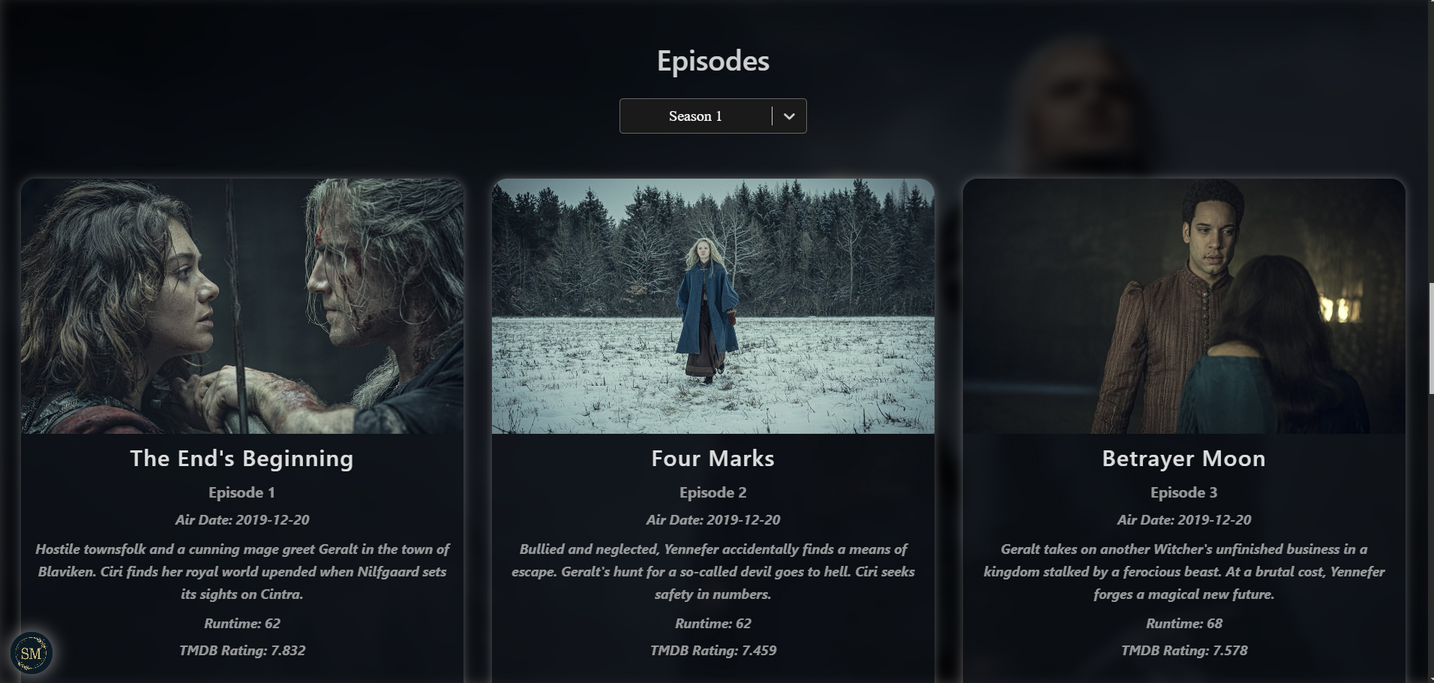 Episodes
Season 1
The End's Beginning
Episode 1
Air Date: 2019-12-20
Hostile townsfolk and a cunning mage greet Geralt in the town of
Blaviken. Ciri finds her royal world upended when Nilfgaard sets
its sights on Cintra.
Runtime: 62
TMDB Rating: 7.832
Four Marks
Episode 2
Air Date: 2019-12-20
Bullied and neglected, Yennefer accidentally finds a means of
escape. Geralt's hunt for a so-called devil goes to hell. Ciri seeks
safety in numbers.
Runtime: 62
TMDB Rating: 7.459
Betrayer Moon
Episode 3
Air Date: 2019-12-20
Geralt takes on another Witcher's unfinished business in a
kingdom stalked by a ferocious beast. At a brutal cost, Yennefer
forges a magical new future.
Runtime: 68
TMDB Rating: 7.578
SM